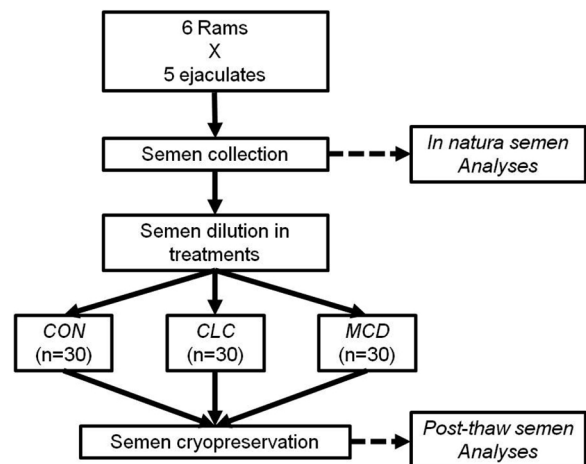 6 Rams
X
5 ejaculates
Semen collection
In natura semen
Analyses
Semen dilution in
treatments
CON
(n=30)
CLC
(n=30)
MCD
(n=30)
Semen cryopreservation
Post-thaw semen
Analyses